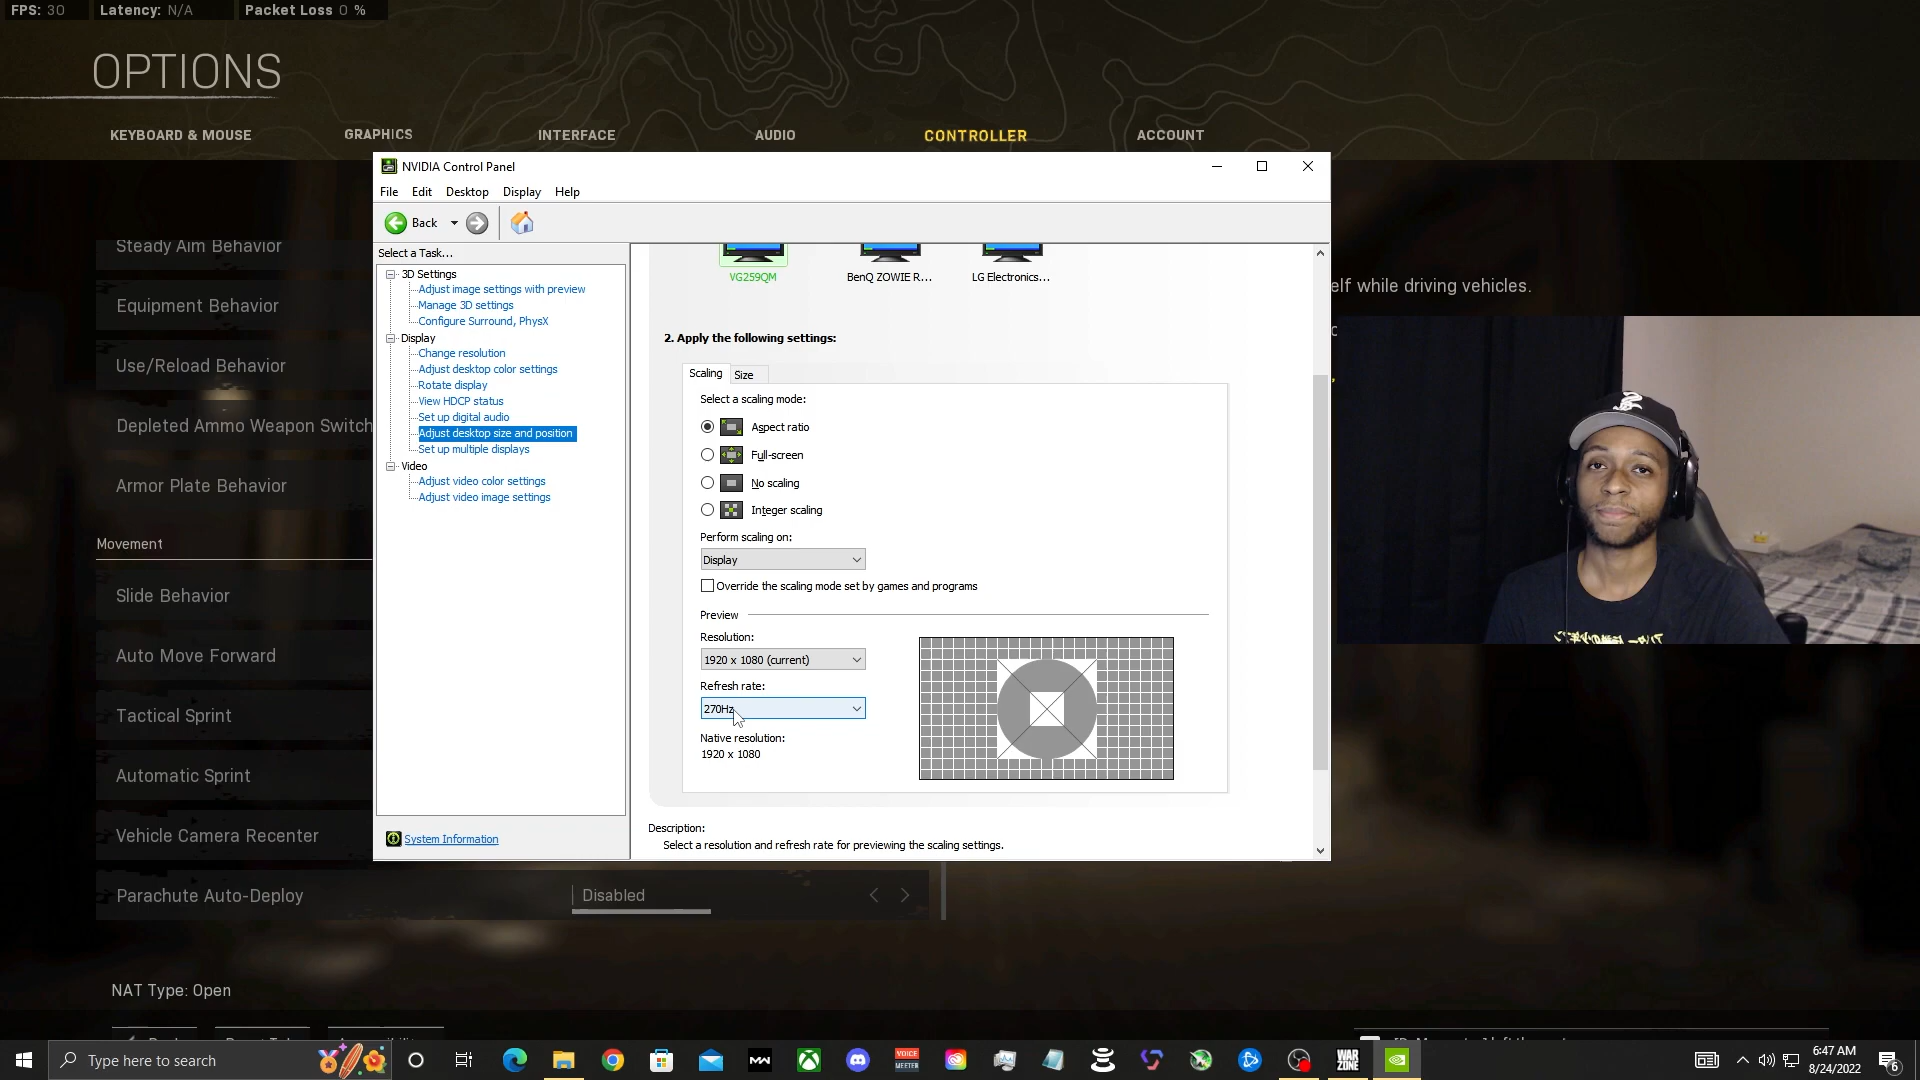 FPS: 30 Latency: N/A Packet Loss 0 %
OPTIONS
KEYBOARD & MOUSE GRAPHICS INTERFACE AUDIO CONTROLLER ACCOUNT
NVIDIA Control Panel
File Edit Desktop Display Help
Back
Select a Task...
3D Settings
Adjust image settings with preview
Manage 3D settings
Configure Surround, PhysX
Display
Change resolution
Adjust desktop color settings
Rotate display
View HDCP status
Set up digital audio
Adjust desktop size and position
Set up multiple displays
Video
Adjust video color settings
Adjust video image settings
System Information
VG259QM BenQ ZOWIE R... LG Electronics...
2. Apply the following settings:
Scaling Size
Select a scaling mode:
Aspect ratio
Full-screen
No scaling
Integer scaling
Perform scaling on:
Display
Override the scaling mode set by games and programs
Preview
Resolution:
1920 x 1080 (current)
Refresh rate:
270Hz
Native resolution:
1920 x 1080
Description:
Select a resolution and refresh rate for previewing the scaling settings.
Steady Aim Behavior
Equipment Behavior
Use/Reload Behavior
Depleted Ammo Weapon Switch
Armor Plate Behavior
Movement
Slide Behavior
Auto Move Forward
Tactical Sprint
Automatic Sprint
Vehicle Camera Recenter
Parachute Auto-Deploy Disabled
elf while driving vehicles.
NAT Type: Open
Type here to search
VOICE
MEETER
WAR
ZONE
6:47 AM
8/24/2022
6